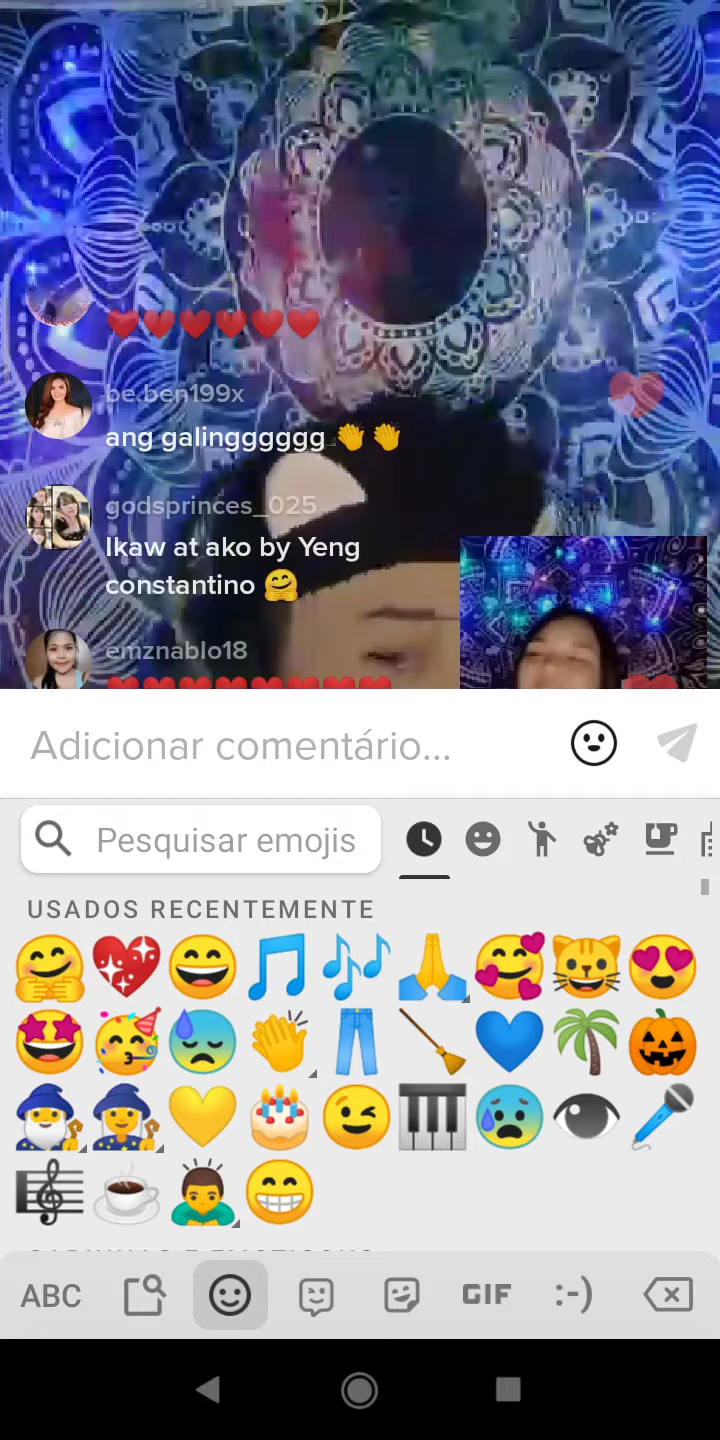 be.ben199x
ang galingggggg 👏 👏
godsprinces_025
Ikaw at ako by Yeng
constantino 🤗
emznablo18
Adicionar comentário...
Pesquisar emojis
USADOS RECENTEMENTE
ABC
GIF
:-)